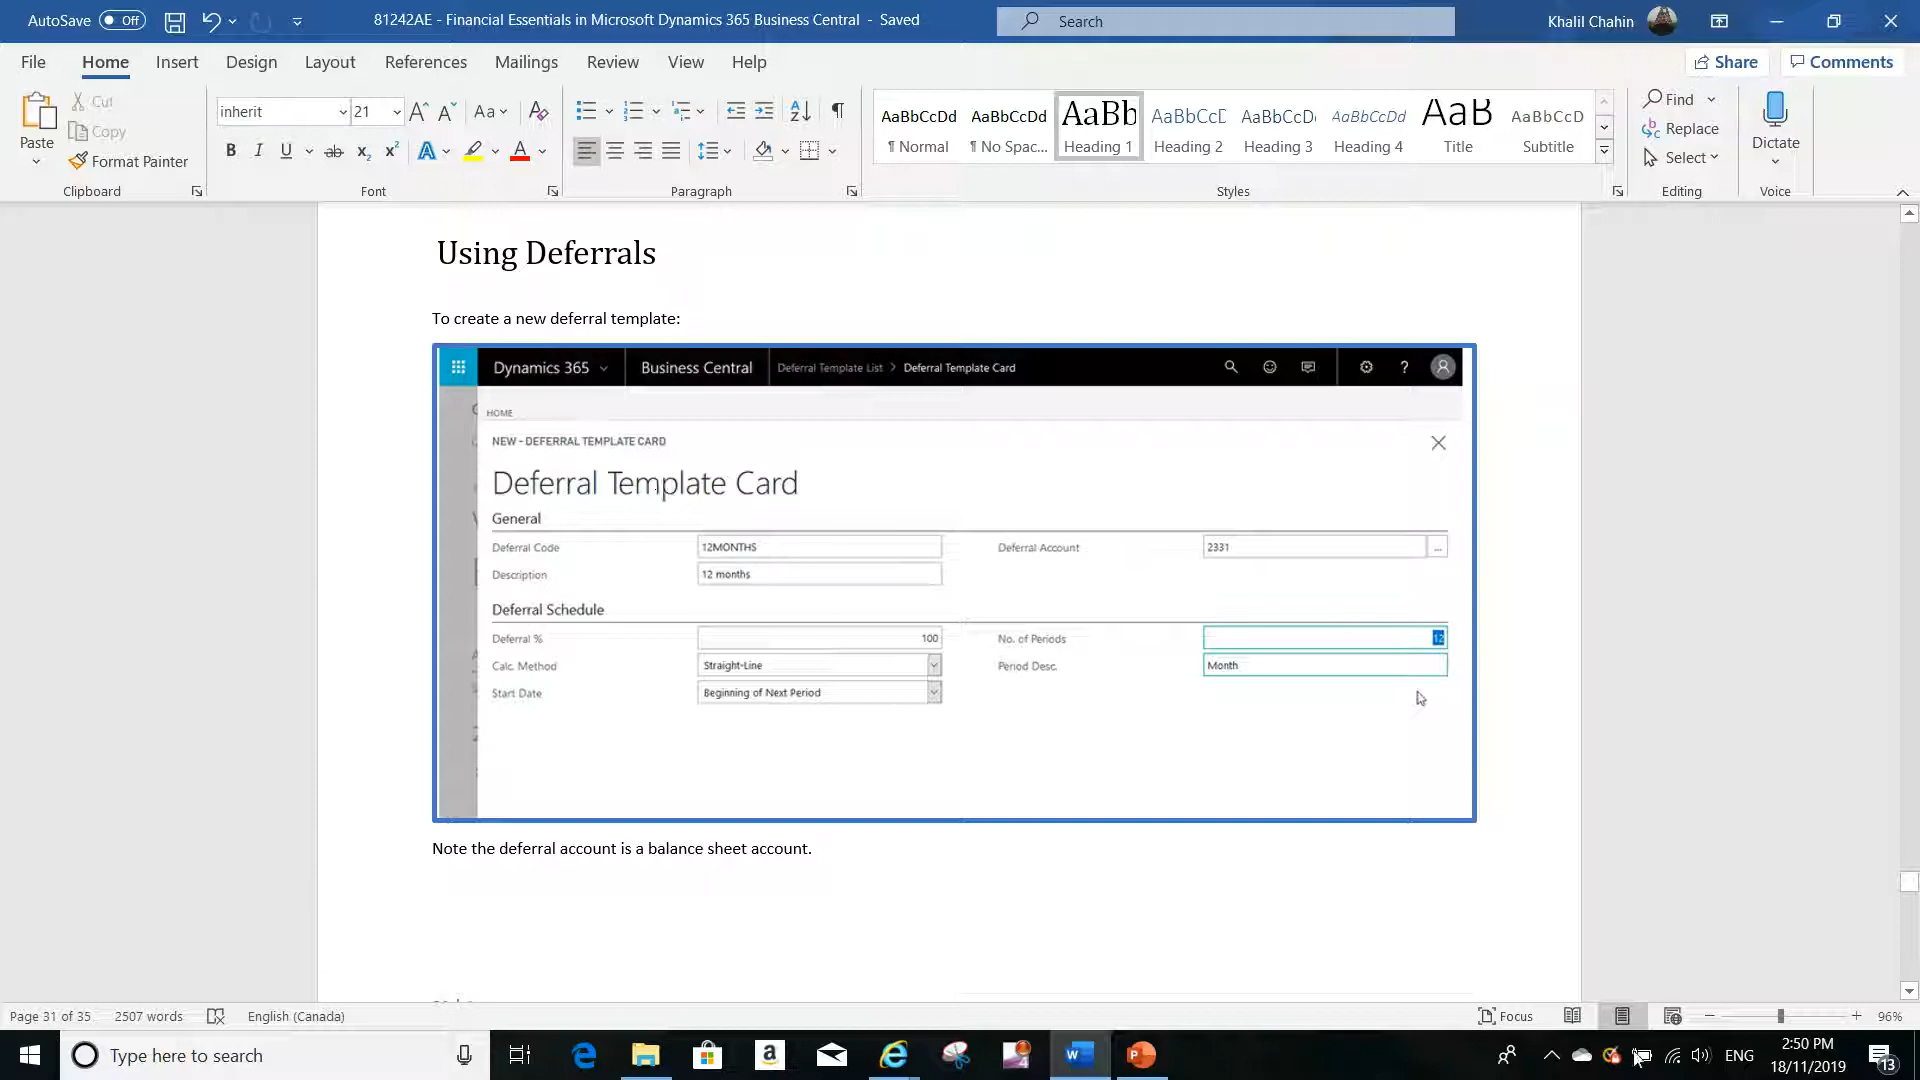 AutoSave Off 81242AE - Financial Essentials in Microsoft Dynamics 365 Business Central - Saved Search Khalil Chahin
File Home Insert Design Layout References Mailings Review View Help Share Comments
Paste
Cut
Copy
Format Painter
Clipboard
inherit 21
Font
Paragraph
AaBbCcDd AaBbCcDd AaBb AaBbCcD AaBbCcD AaBbCcDd AaB AaBbCcD
¶ Normal ¶ No Spac... Heading 1 Heading 2 Heading 3 Heading 4 Title Subtitle
Styles
Find
Replace
Select
Editing
Dictate
Voice
Using Deferrals
To create a new deferral template:
Dynamics 365 Business Central Deferral Template List > Deferral Template Card
HOME
NEW - DEFERRAL TEMPLATE CARD
Deferral Template Card
General
Deferral Code 12MONTHS Deferral Account 2331 ...
Description 12 months
Deferral Schedule
Deferral % 100 No. of Periods 12
Calc. Method Straight-Line Period Desc. Month
Start Date Beginning of Next Period
Note the deferral account is a balance sheet account.
Page 31 of 35 2507 words English (Canada) Focus 96%
Type here to search ENG 2:50 PM
18/11/2019 13